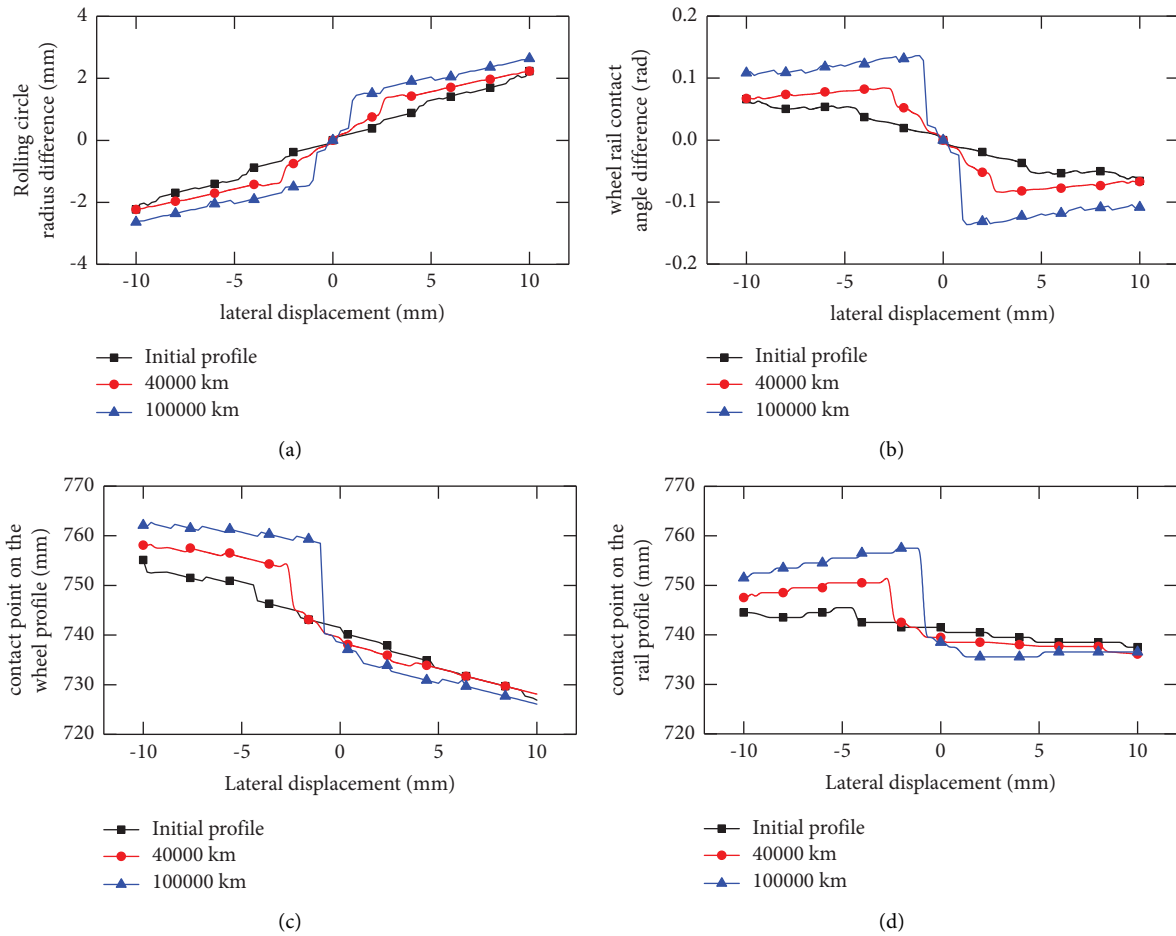 Rolling circle
radius difference (mm)
4
2
0
-2
-4
-10
-5
0
5
10
lateral displacement (mm)
Initial profile
40000 km
100000 km
(a)
wheel rail contact
angle difference (rad)
0.2
0.1
0.0
-0.1
-0.2
-10
-5
0
5
10
lateral displacement (mm)
Initial profile
40000 km
100000 km
(b)
contact point on the
wheel profile (mm)
770
760
750
740
730
720
-10
-5
0
5
10
Lateral displacement (mm)
Initial profile
40000 km
100000 km
(c)
contact point on the
rail profile (mm)
770
760
750
740
730
720
-10
-5
0
5
10
Lateral displacement (mm)
Initial profile
40000 km
100000 km
(d)